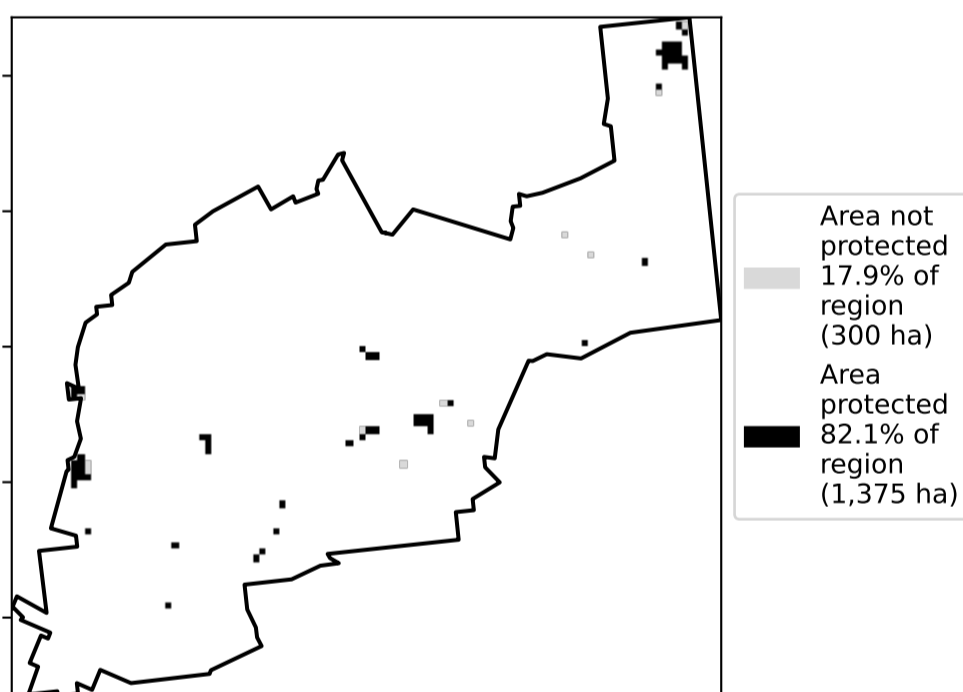 Area not
protected
17.9% of
region
(300 ha)
Area
protected
82.1% of
region
(1,375 ha)